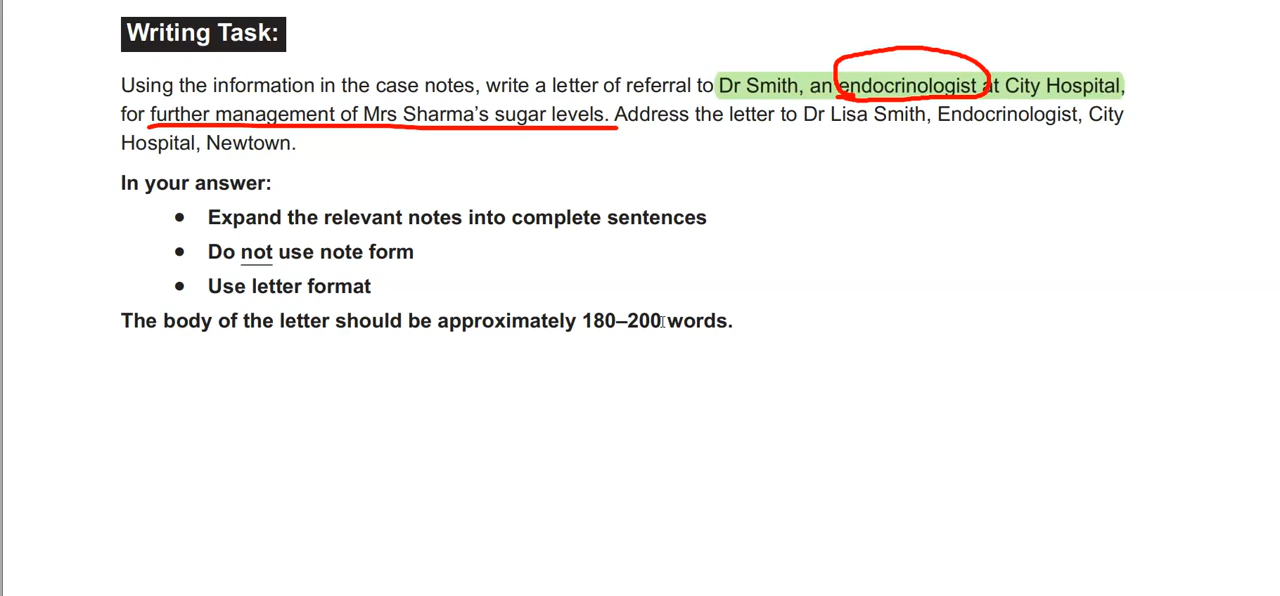 Writing Task:
Using the information in the case notes, write a letter of referral to Dr Smith, an endocrinologist at City Hospital,
for further management of Mrs Sharma's sugar levels. Address the letter to Dr Lisa Smith, Endocrinologist, City
Hospital, Newtown.
In your answer:
• Expand the relevant notes into complete sentences
• Do not use note form
• Use letter format
The body of the letter should be approximately 180–200 words.